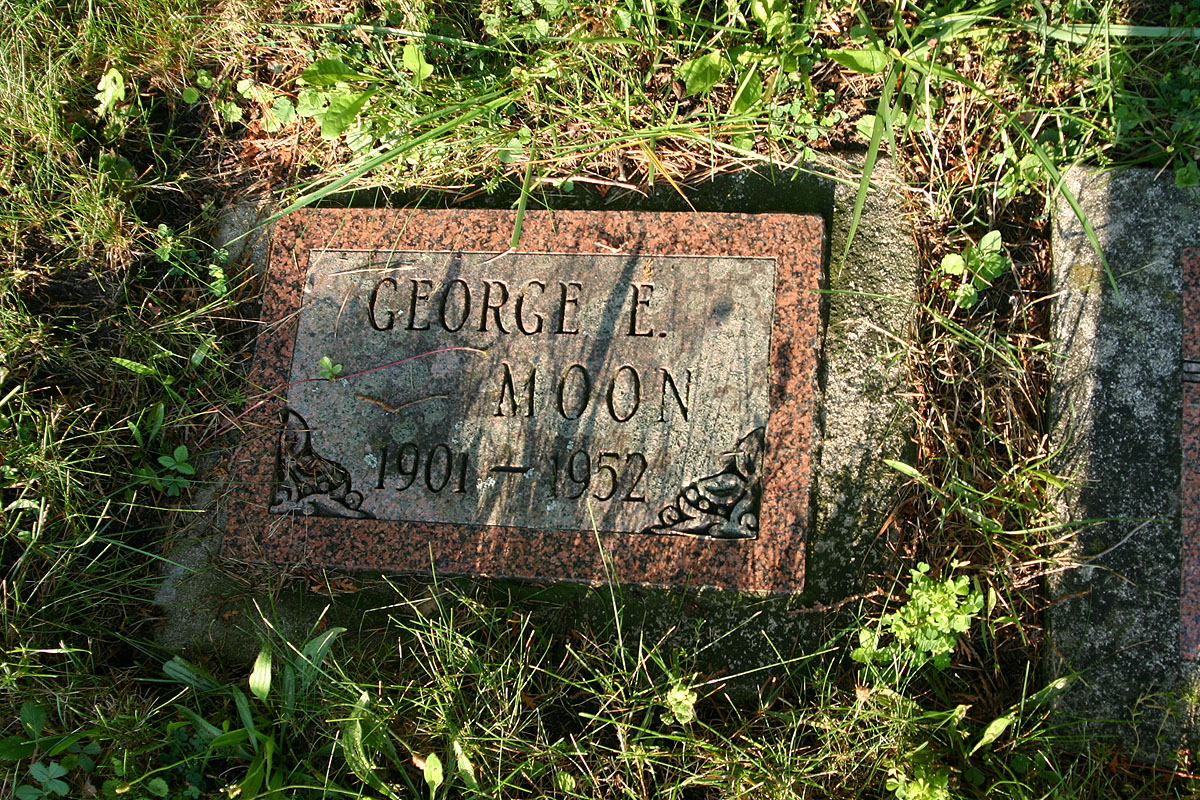 GEORGE E.
MOON
1901 – 1952